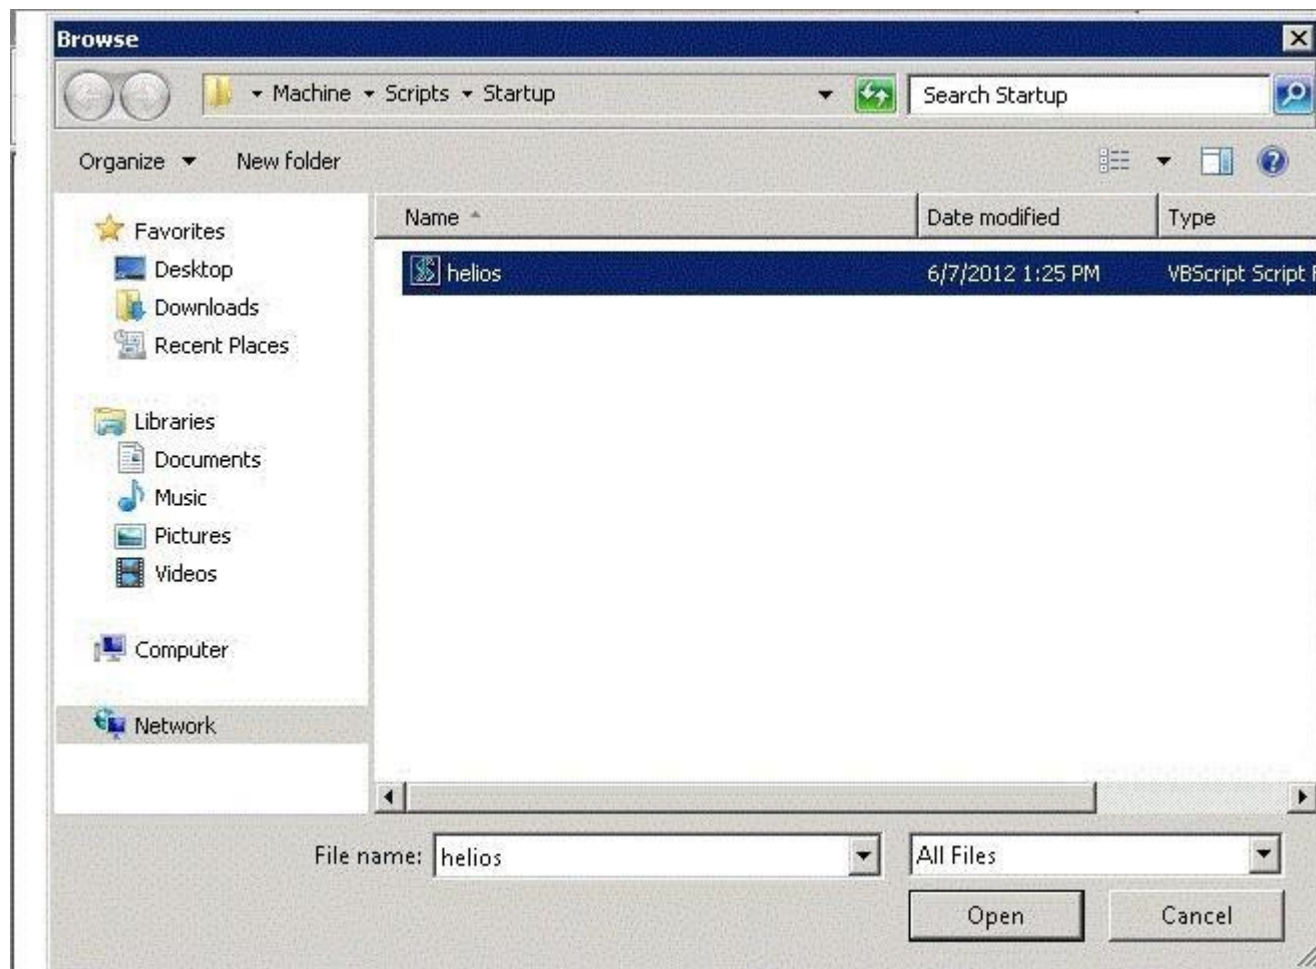 Browse
Machine Scripts Startup
Search Startup
Organize New folder
Name Date modified Type
helios 6/7/2012 1:25 PM VBScript Script
Favorites
Desktop
Downloads
Recent Places
Libraries
Documents
Music
Pictures
Videos
Computer
Network
File name: helios All Files
Open Cancel